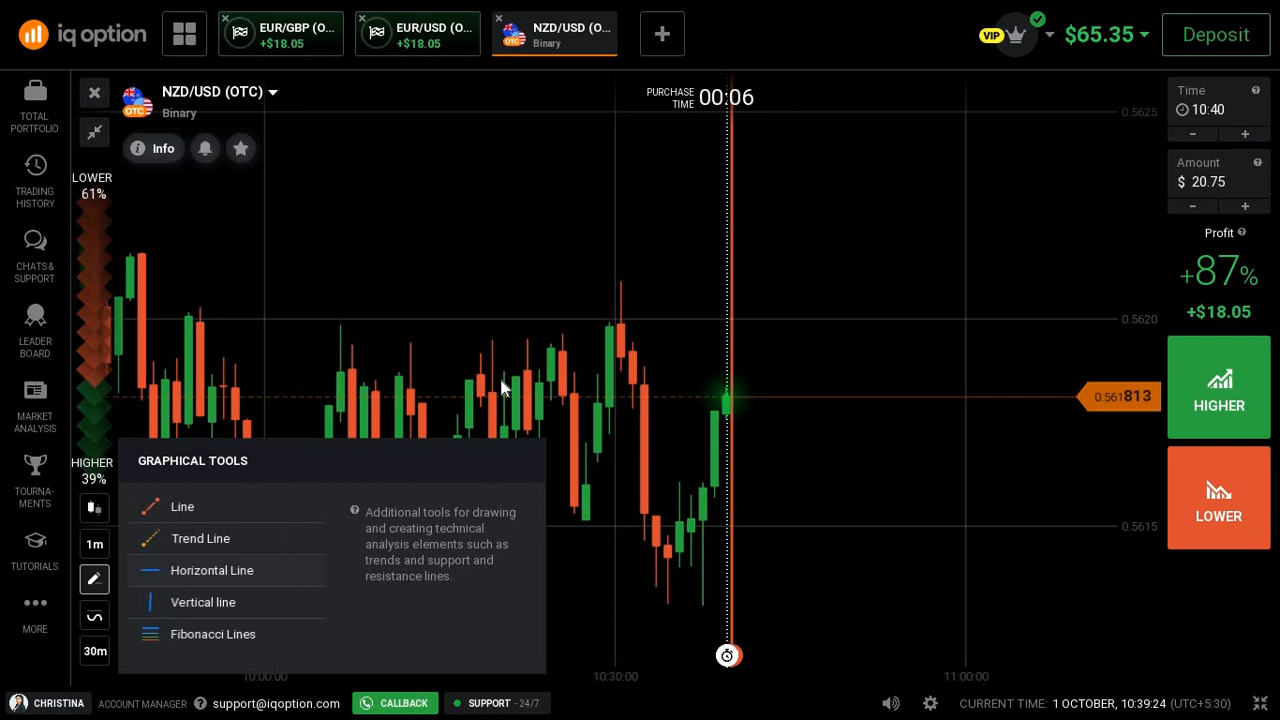 iq option
EUR/GBP (O...
+$18.05
EUR/USD (O...
+$18.05
NZD/USD (O...
Binary
VIP
$65.35
Deposit
TOTAL
PORTFOLIO
TRADING
HISTORY
CHATS &
SUPPORT
LEADER
BOARD
MARKET
ANALYSIS
TOURNA-
MENTS
TUTORIALS
MORE
OTC
NZD/USD (OTC)
Binary
Info
LOWER
61%
HIGHER
39%
1m
30m
PURCHASE
TIME
00:06
0.5625
0.5620
0.561813
0.5615
GRAPHICAL TOOLS
Line
Trend Line
Horizontal Line
Vertical line
Fibonacci Lines
Additional tools for drawing
and creating technical
analysis elements such as
trends and support and
resistance lines.
10:00:00
10:30:00
11:00:00
Time
10:40
- +
Amount
$ 20.75
- +
Profit
+87%
+$18.05
HIGHER
LOWER
CHRISTINA
ACCOUNT MANAGER
support@iqoption.com
CALLBACK
SUPPORT - 24/7
CURRENT TIME: 1 OCTOBER, 10:39:24 (UTC+5:30)